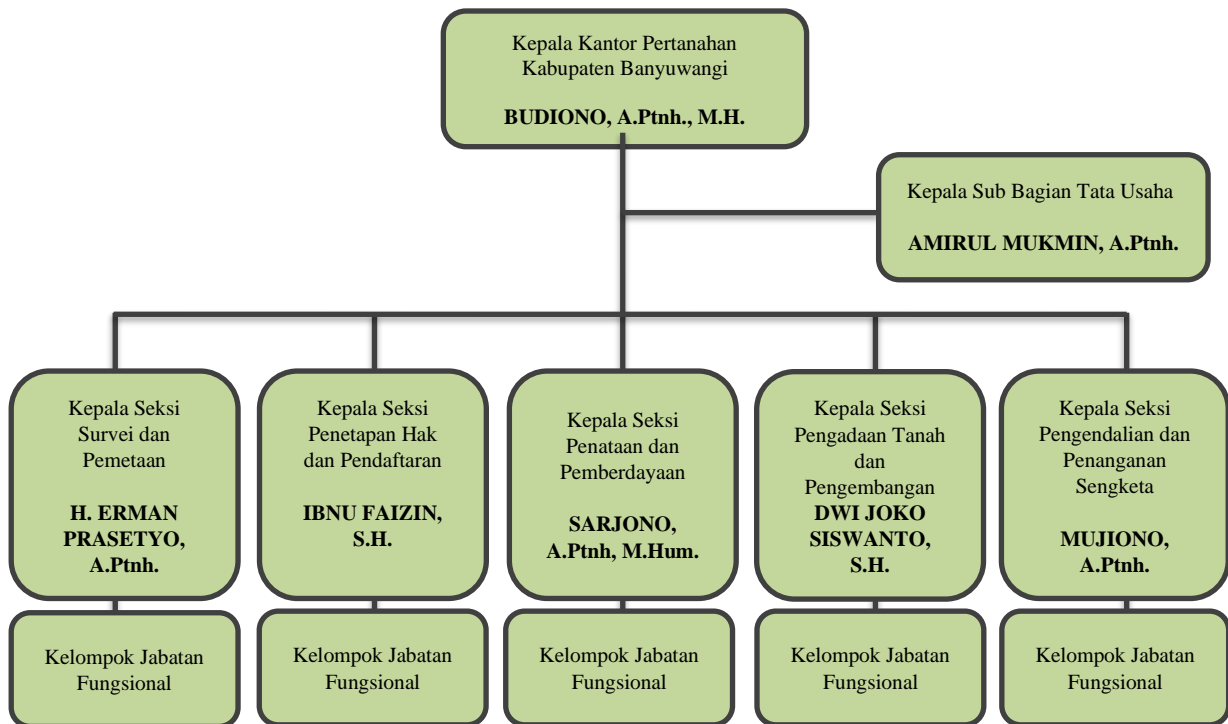 Kepala Kantor Pertanahan
Kabupaten Banyuwangi
BUDIONO, A.Ptnh., M.H.
Kepala Sub Bagian Tata Usaha
AMIRUL MUKMIN, A.Ptnh.
Kepala Seksi
Survei dan
Pemetaan
H. ERMAN
PRASETYO,
A.Ptnh.
Kepala Seksi
Penetapan Hak
dan Pendaftaran
IBNU FAIZIN,
S.H.
Kepala Seksi
Penataan dan
Pemberdayaan
SARJONO,
A.Ptnh, M.Hum.
Kepala Seksi
Pengadaan Tanah
dan
Pengembangan
DWI JOKO
SISWANTO,
S.H.
Kepala Seksi
Pengendalian dan
Penanganan
Sengketa
MUJIONO,
A.Ptnh.
Kelompok Jabatan
Fungsional
Kelompok Jabatan
Fungsional
Kelompok Jabatan
Fungsional
Kelompok Jabatan
Fungsional
Kelompok Jabatan
Fungsional